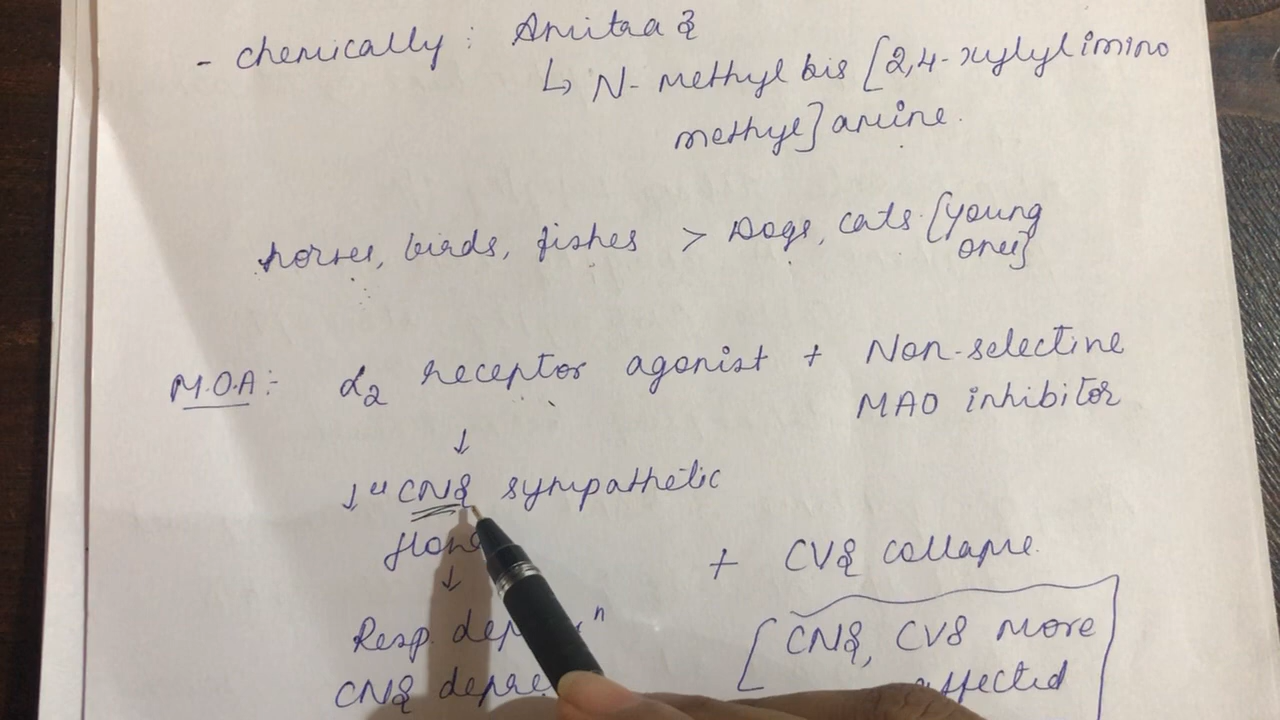 - chemically : Amitraz
↳ N- methyl bis [2,4- xylylimino
methyl] amine.
horses, birds, fishes > Dogs, cats [young
ones]
M.O.A:- α2 receptor agonist + Non-selective
MAO inhibitor
↓
↓ CNS sympathetic
↓
+ CVS collapse
Resp.
CNS
[CNS, CVS more
affected